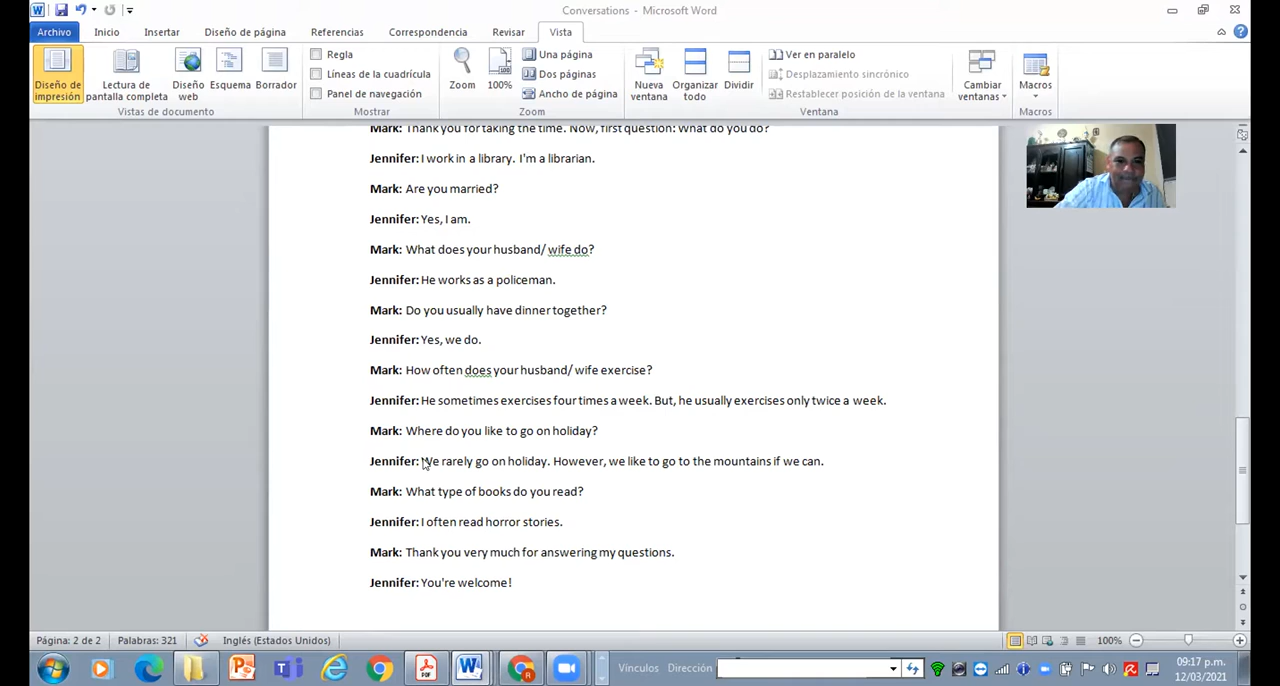 Conversations - Microsoft Word
Archivo Inicio Insertar Diseño de página Referencias Correspondencia Revisar Vista
Diseño de impresión
Lectura de pantalla completa
Diseño web
Esquema
Borrador
Vistas de documento
Regla
Líneas de la cuadrícula
Panel de navegación
Mostrar
Zoom
100%
Una página
Dos páginas
Ancho de página
Zoom
Nueva ventana
Organizar todo
Dividir
Ver en paralelo
Desplazamiento sincrónico
Restablecer posición de la ventana
Cambiar ventanas
Ventana
Macros
Macros
Mark: Thank you for taking the time. Now, first question: What do you do?
Jennifer: I work in a library. I'm a librarian.
Mark: Are you married?
Jennifer: Yes, I am.
Mark: What does your husband/ wife do?
Jennifer: He works as a policeman.
Mark: Do you usually have dinner together?
Jennifer: Yes, we do.
Mark: How often does your husband/ wife exercise?
Jennifer: He sometimes exercises four times a week. But, he usually exercises only twice a week.
Mark: Where do you like to go on holiday?
Jennifer: We rarely go on holiday. However, we like to go to the mountains if we can.
Mark: What type of books do you read?
Jennifer: I often read horror stories.
Mark: Thank you very much for answering my questions.
Jennifer: You're welcome!
Página: 2 de 2 Palabras: 321 Inglés (Estados Unidos) 100%
Vínculos Dirección
09:17 p.m.
12/03/2021